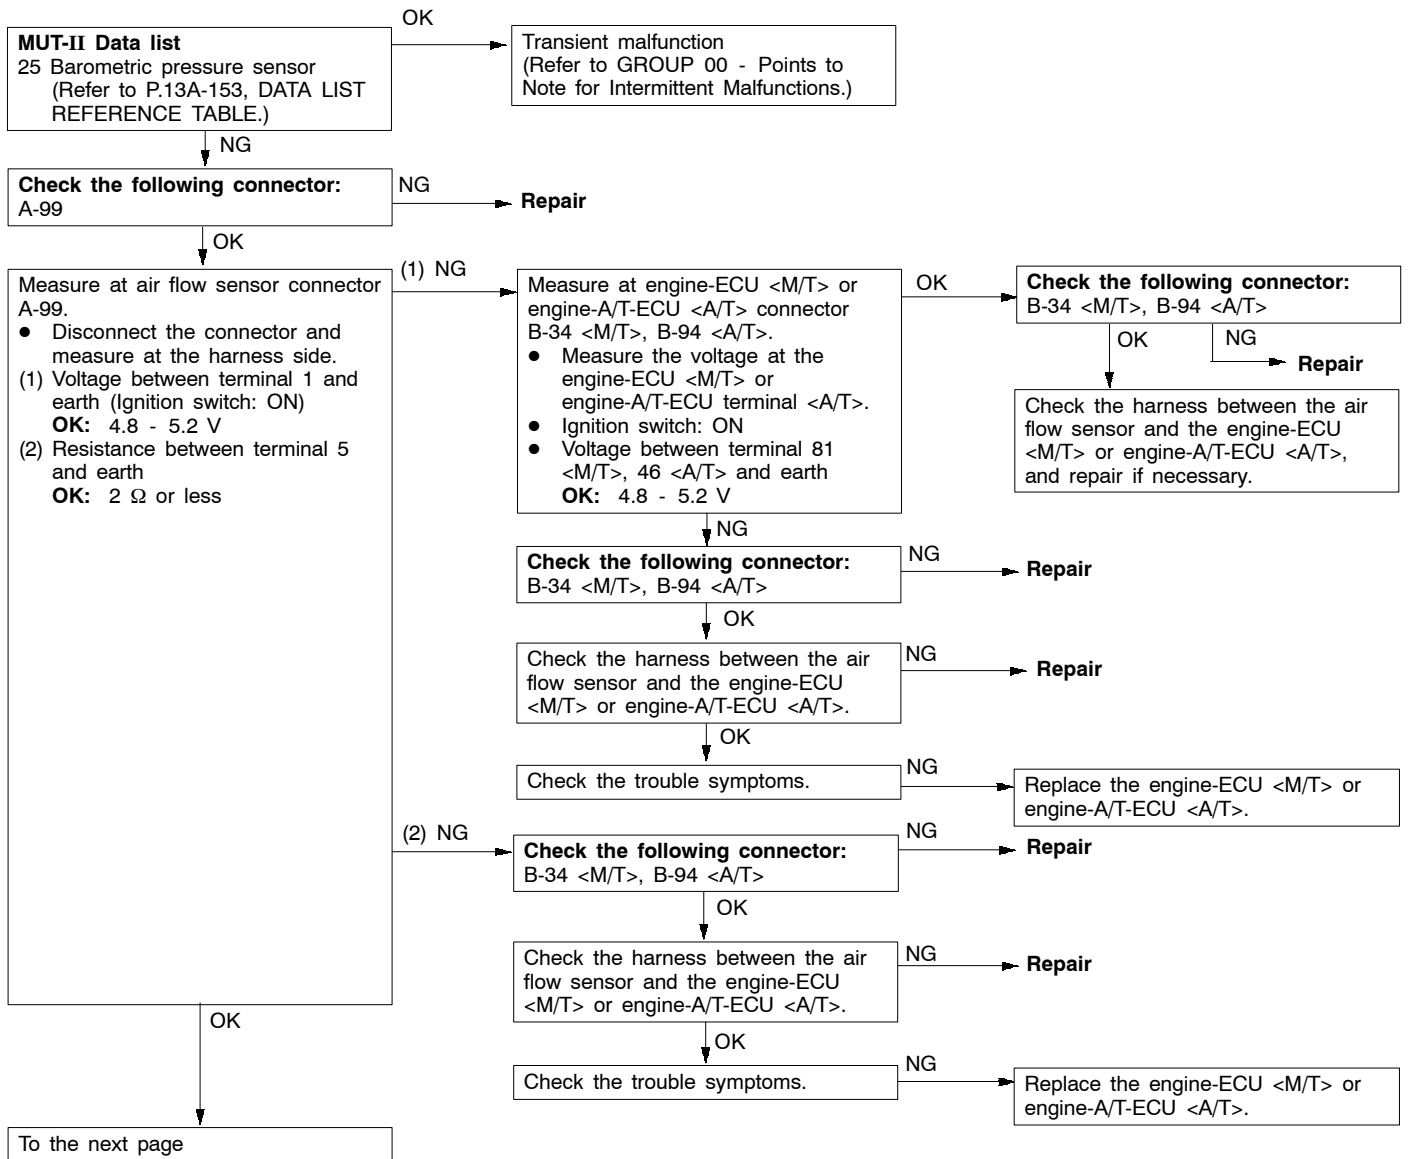 MUT-II Data list
25 Barometric pressure sensor
(Refer to P.13A-153, DATA LIST
REFERENCE TABLE.)
OK
Transient malfunction
(Refer to GROUP 00 - Points to
Note for Intermittent Malfunctions.)
NG
Check the following connector:
A-99
NG
Repair
OK
Measure at air flow sensor connector
A-99.
● Disconnect the connector and
measure at the harness side.
(1) Voltage between terminal 1 and
earth (Ignition switch: ON)
OK: 4.8 - 5.2 V
(2) Resistance between terminal 5
and earth
OK: 2 Ω or less
(1) NG
Measure at engine-ECU <M/T> or
engine-A/T-ECU <A/T> connector
B-34 <M/T>, B-94 <A/T>.
● Measure the voltage at the
engine-ECU <M/T> or
engine-A/T-ECU terminal <A/T>.
● Ignition switch: ON
● Voltage between terminal 81
<M/T>, 46 <A/T> and earth
OK: 4.8 - 5.2 V
OK
Check the following connector:
B-34 <M/T>, B-94 <A/T>
OK
NG
Repair
Check the harness between the air
flow sensor and the engine-ECU
<M/T> or engine-A/T-ECU <A/T>,
and repair if necessary.
NG
Check the following connector:
B-34 <M/T>, B-94 <A/T>
NG
Repair
OK
Check the harness between the air
flow sensor and the engine-ECU
<M/T> or engine-A/T-ECU <A/T>.
NG
Repair
OK
Check the trouble symptoms.
NG
Replace the engine-ECU <M/T> or
engine-A/T-ECU <A/T>.
(2) NG
Check the following connector:
B-34 <M/T>, B-94 <A/T>
NG
Repair
OK
Check the harness between the air
flow sensor and the engine-ECU
<M/T> or engine-A/T-ECU <A/T>.
NG
Repair
OK
Check the trouble symptoms.
NG
Replace the engine-ECU <M/T> or
engine-A/T-ECU <A/T>.
OK
To the next page